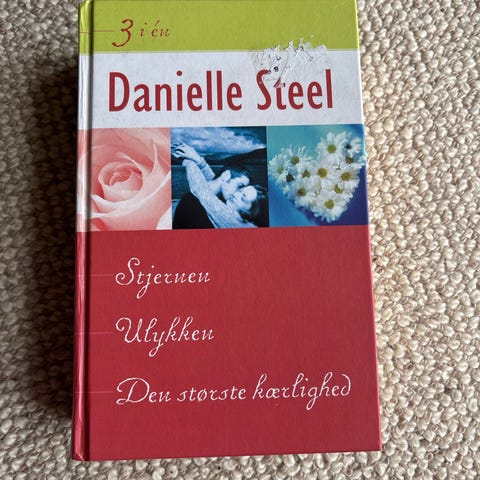 3 i én
Danielle Steel
Stjernen
Ulykken
Den største kærlighed